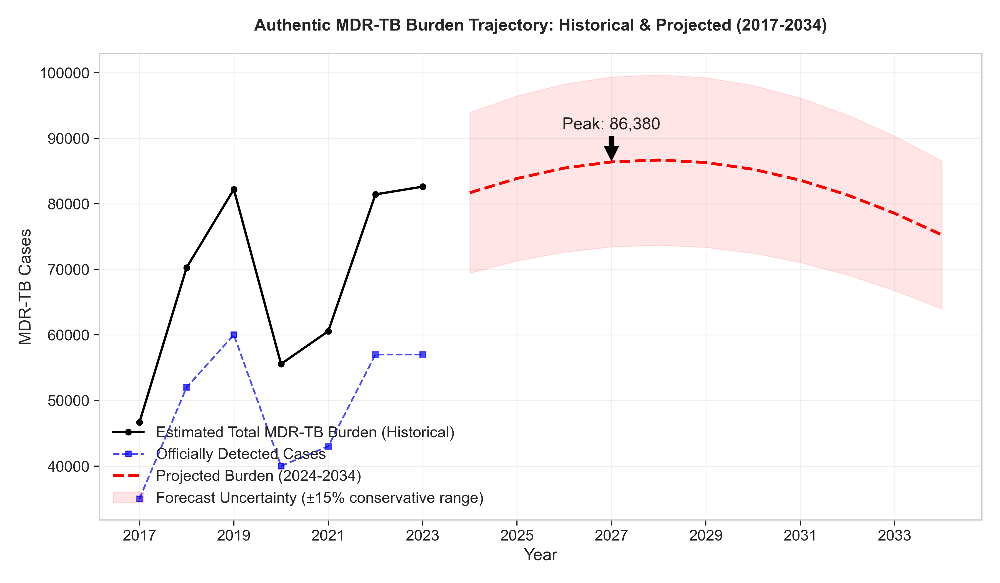 Authentic MDR-TB Burden Trajectory: Historical & Projected (2017-2034)
100000
90000
80000
70000
60000
50000
40000
MDR-TB Cases
Peak: 86,380
Estimated Total MDR-TB Burden (Historical)
Officially Detected Cases
Projected Burden (2024-2034)
Forecast Uncertainty (±15% conservative range)
2017 2019 2021 2023 2025 2027 2029 2031 2033
Year